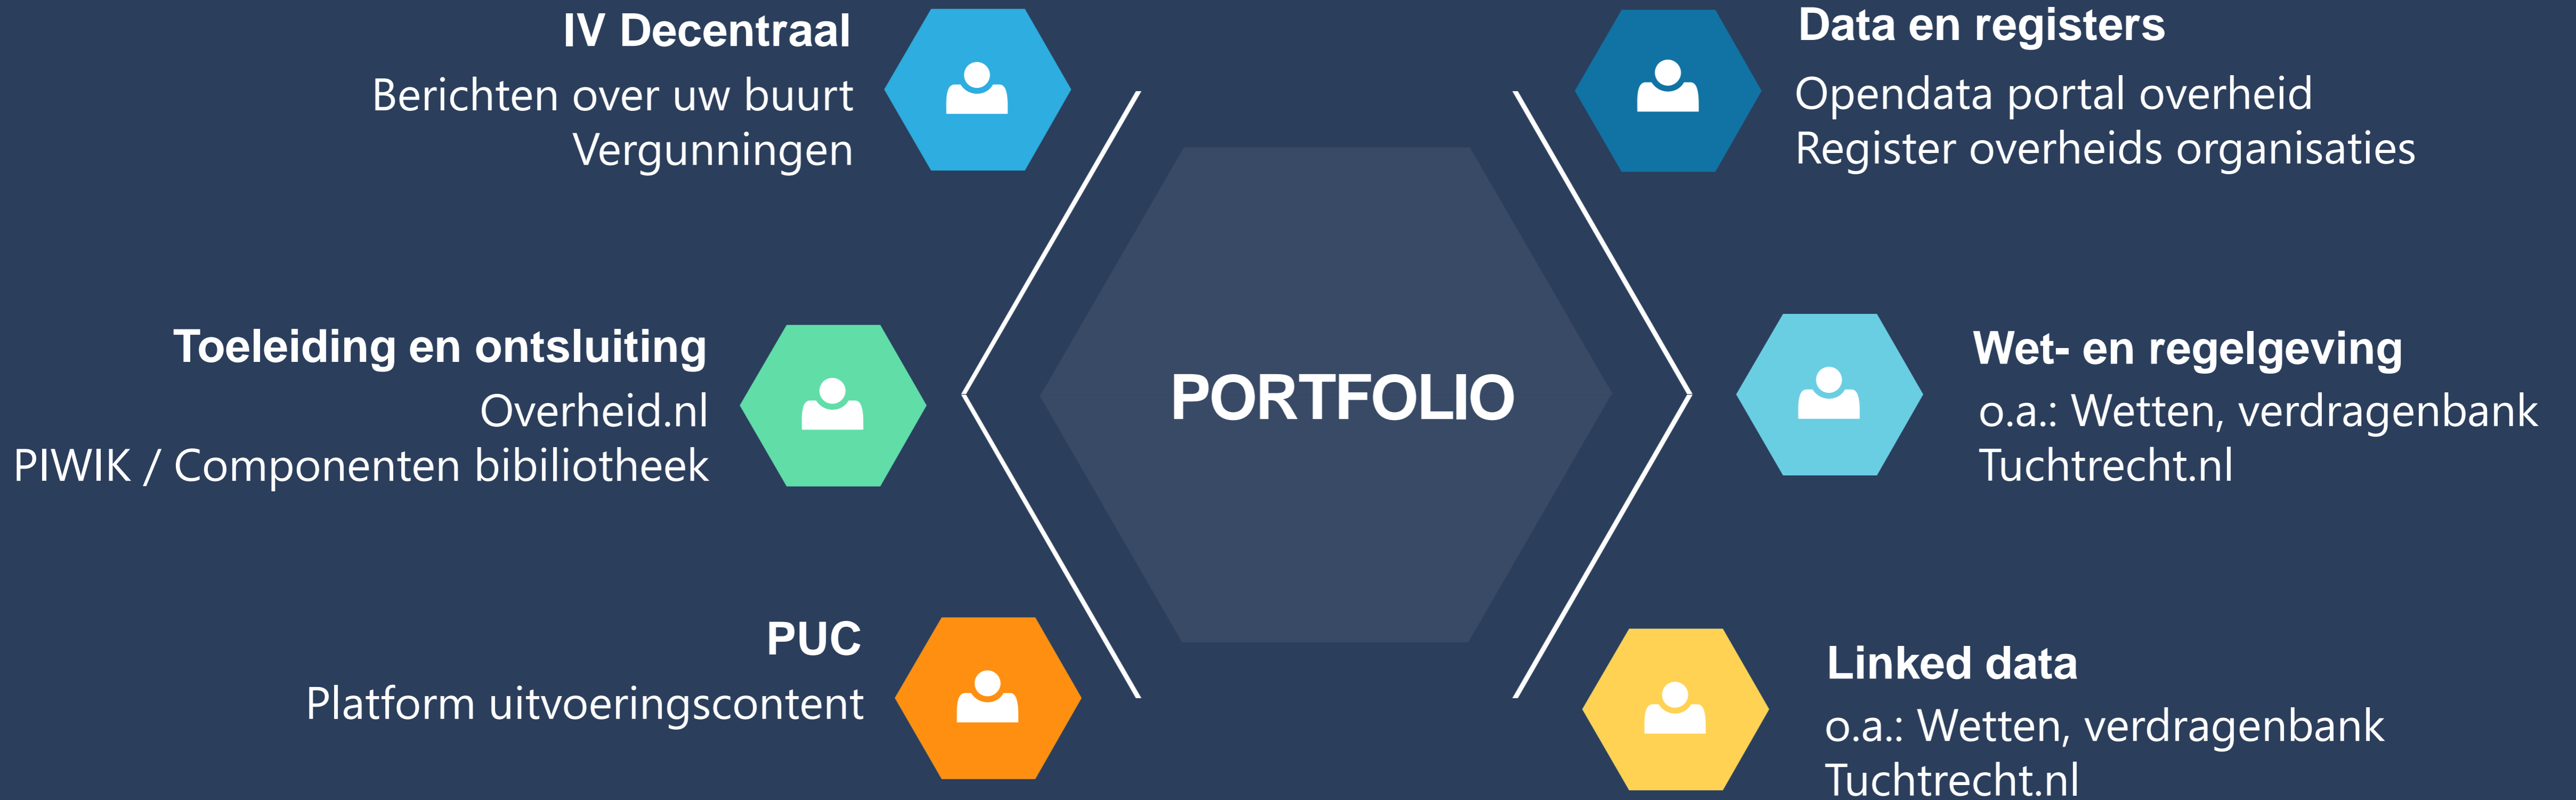 IV Decentraal
Berichten over uw buurt
Vergunningen
Toeleiding en ontsluiting
Overheid.nl
PIWIK / Componenten bibiliotheek
PUC
Platform uitvoeringscontent
PORTFOLIO
Data en registers
Opendata portal overheid
Register overheids organisaties
Wet- en regelgeving
o.a.: Wetten, verdragenbank
Tuchtrecht.nl
Linked data
o.a.: Wetten, verdragenbank
Tuchtrecht.nl